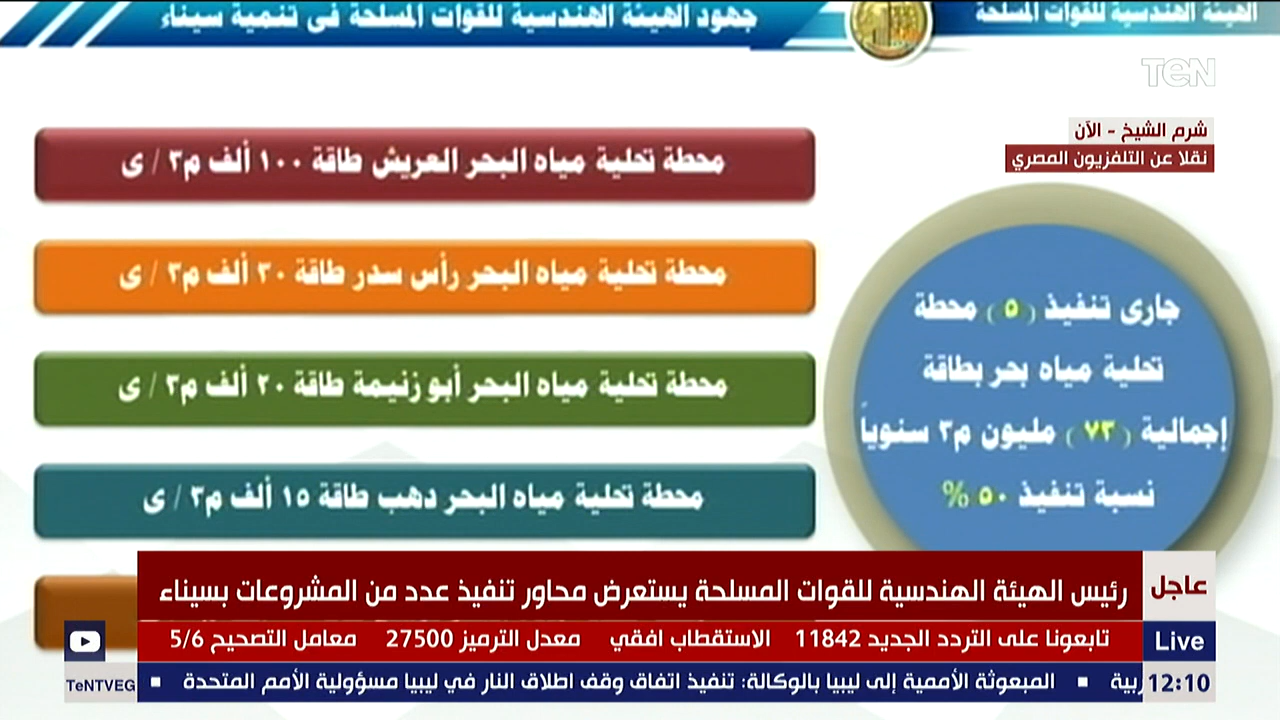 الهيئة الهندسية للقوات المسلحة
جهود الهيئة الهندسية للقوات المسلحة فى تنمية سيناء
TeN
شرم الشيخ - الآن
نقلا عن التلفزيون المصري
جارى تنفيذ ( ٥ ) محطة
تحلية مياه بحر بطاقة
إجمالية ( ٧٣ ) مليون م٣ سنوياً
نسبة تنفيذ ٥٠ %
محطة تحلية مياه البحر العريش طاقة ١٠٠ ألف م٣ / ى
محطة تحلية مياه البحر رأس سدر طاقة ٣٠ ألف م٣ / ى
محطة تحلية مياه البحر أبو زنيمة طاقة ٢٠ ألف م٣ / ى
محطة تحلية مياه البحر دهب طاقة ١٥ ألف م٣ / ى
عاجل
رئيس الهيئة الهندسية للقوات المسلحة يستعرض محاور تنفيذ عدد من المشروعات بسيناء
Live
تابعونا على التردد الجديد 11842 الاستقطاب افقي معدل الترميز 27500 معامل التصحيح 5/6
12:10
ربية ■ المبعوثة الأممية إلى ليبيا بالوكالة: تنفيذ اتفاق وقف اطلاق النار في ليبيا مسؤولية الأمم المتحدة ■
TeNTVEG